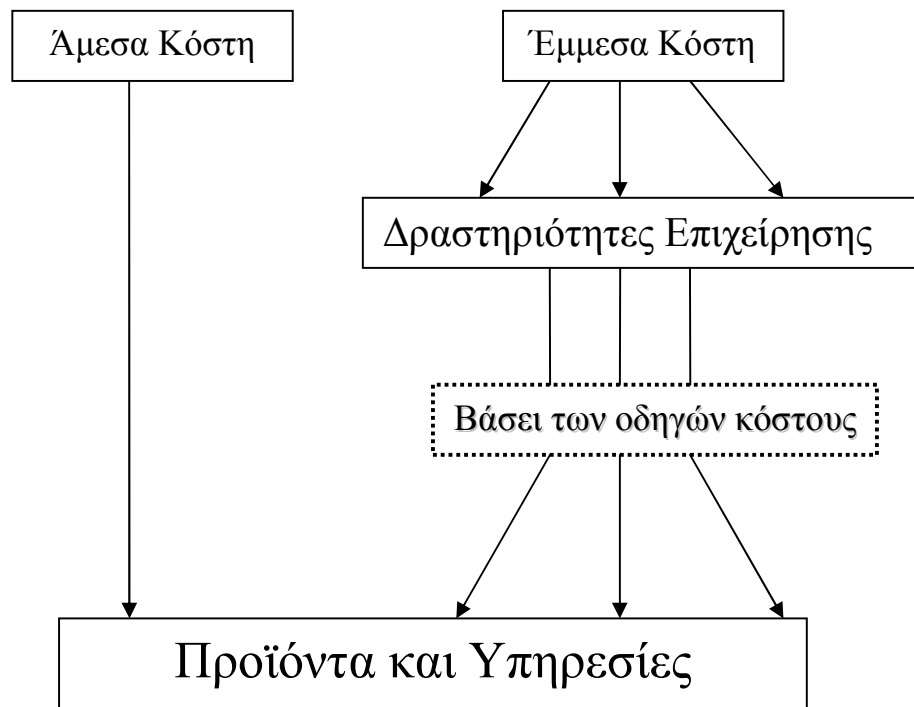 Άμεσα Κόστη
Έμμεσα Κόστη
Δραστηριότητες Επιχείρησης
Βάσει των οδηγών κόστους
Προϊόντα και Υπηρεσίες